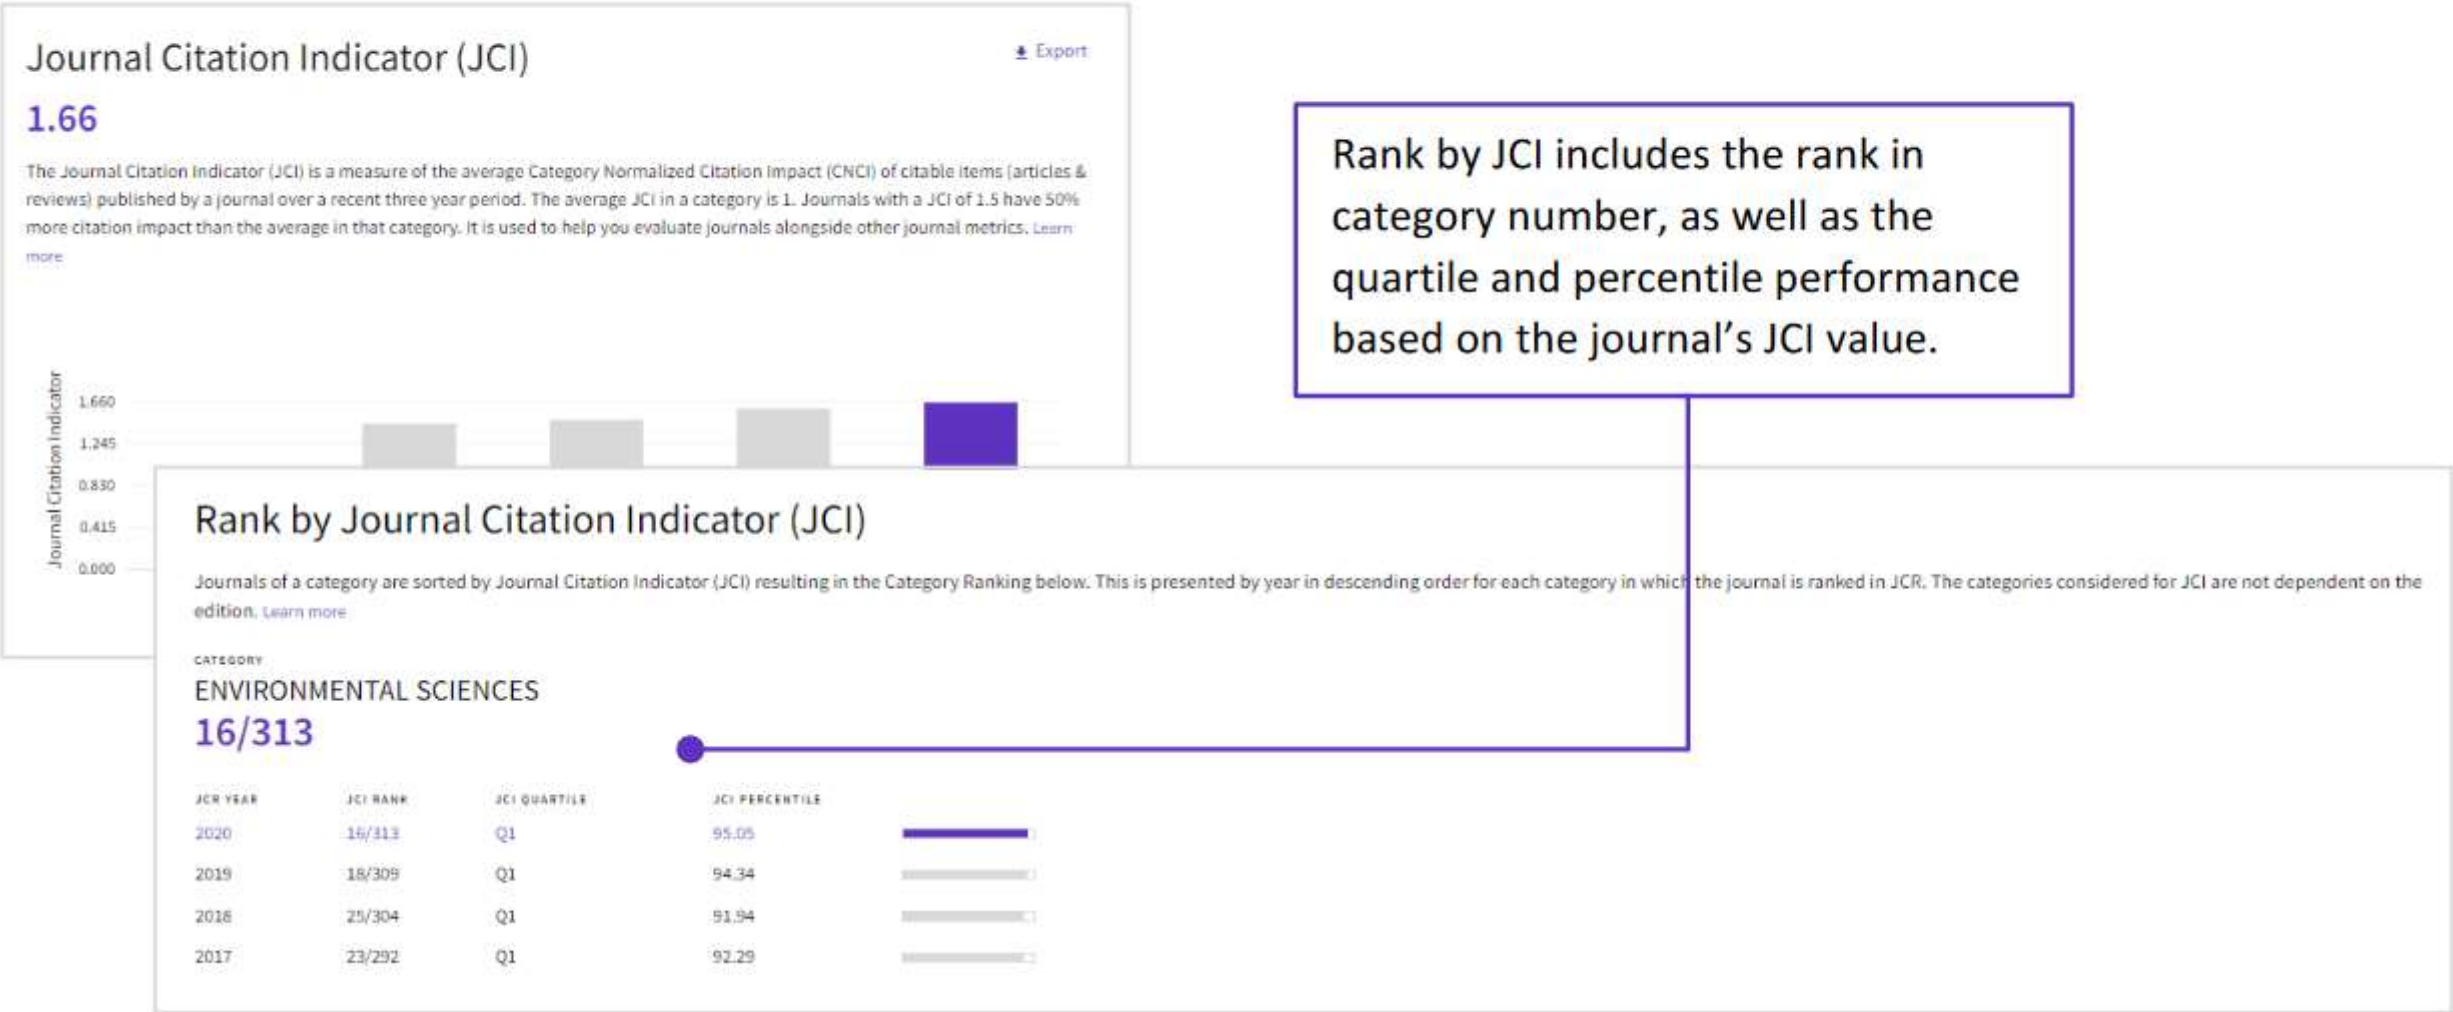 Journal Citation Indicator (JCI)
Export
1.66
The Journal Citation Indicator (JCI) is a measure of the average Category Normalized Citation Impact (CNCI) of citable items (articles &
reviews) published by a journal over a recent three year period. The average JCI in a category is 1. Journals with a JCI of 1.5 have 50%
more citation impact than the average in that category. It is used to help you evaluate journals alongside other journal metrics. Learn
more
Rank by JCI includes the rank in
category number, as well as the
quartile and percentile performance
based on the journal's JCI value.
Journal Citation Indicator
1.660
1.245
0.830
0.415
0.000
Rank by Journal Citation Indicator (JCI)
Journals of a category are sorted by Journal Citation Indicator (JCI) resulting in the Category Ranking below. This is presented by year in descending order for each category in which the journal is ranked in JCR. The categories considered for JCI are not dependent on the
edition. Learn more
CATEGORY
ENVIRONMENTAL SCIENCES
16/313
JCR YEAR JCI RANK JCI QUARTILE JCI PERCENTILE
2020 16/313 Q1 95.05
2019 18/309 Q1 94.34
2018 25/304 Q1 91.94
2017 23/292 Q1 92.29